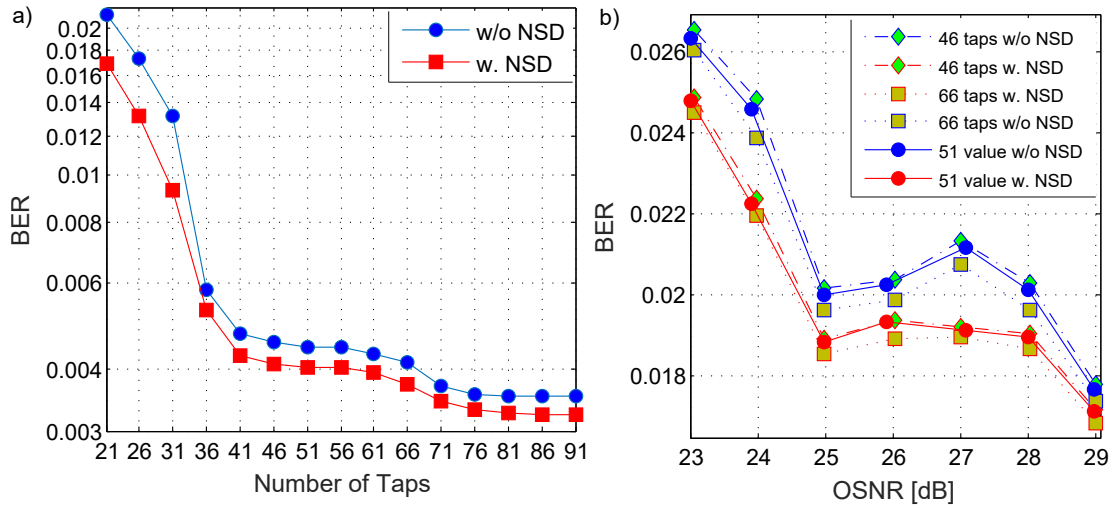 a)
0.02
0.018
0.016
0.014
0.012
0.01
0.008
0.006
0.004
0.003
BER
21 26 31 36 41 46 51 56 61 66 71 76 81 86 91
Number of Taps
w/o NSD
w. NSD
b)
0.026
0.024
0.022
0.02
0.018
BER
23 24 25 26 27 28 29
OSNR [dB]
46 taps w/o NSD
46 taps w. NSD
66 taps w. NSD
66 taps w/o NSD
51 value w/o NSD
51 value w. NSD